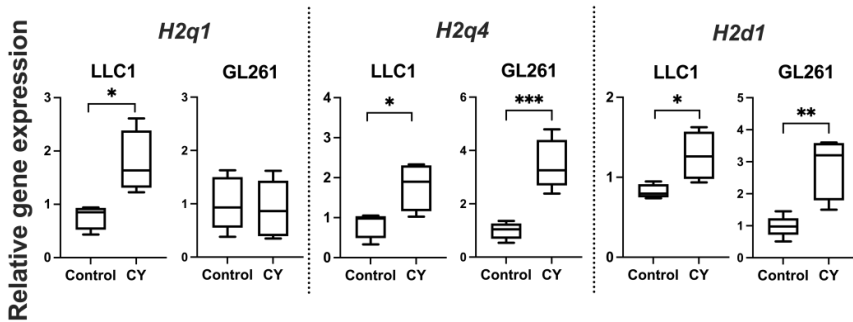 Relative gene expression
H2q1
H2q4
H2d1
LLC1
GL261
LLC1
GL261
LLC1
GL261
*
*
***
*
**
3
2
1
0
3
2
1
0
4
3
2
1
0
6
4
2
0
2
1
0
5
4
3
2
1
0
Control CY
Control CY
Control CY
Control CY
Control CY
Control CY